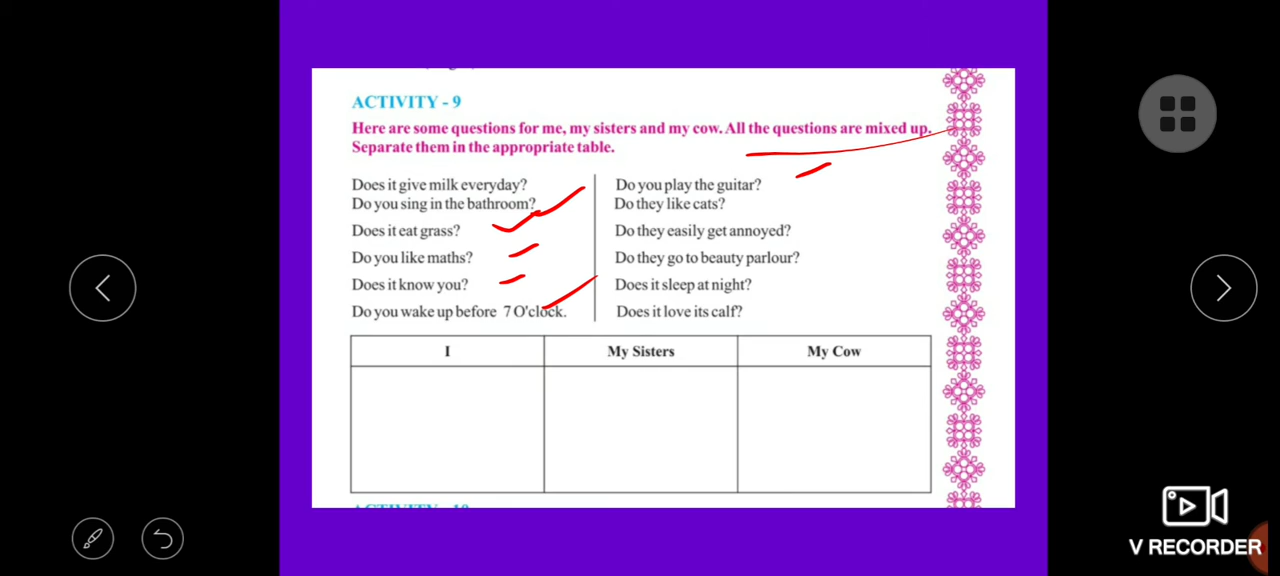 ACTIVITY - 9
Here are some questions for me, my sisters and my cow. All the questions are mixed up.
Separate them in the appropriate table.
Does it give milk everyday?
Do you sing in the bathroom?
Does it eat grass?
Do you like maths?
Does it know you?
Do you wake up before 7 O'clock.
Do you play the guitar?
Do they like cats?
Do they easily get annoyed?
Do they go to beauty parlour?
Does it sleep at night?
Does it love its calf?
I My Sisters My Cow
ACTIVITY - 10
V RECORDER